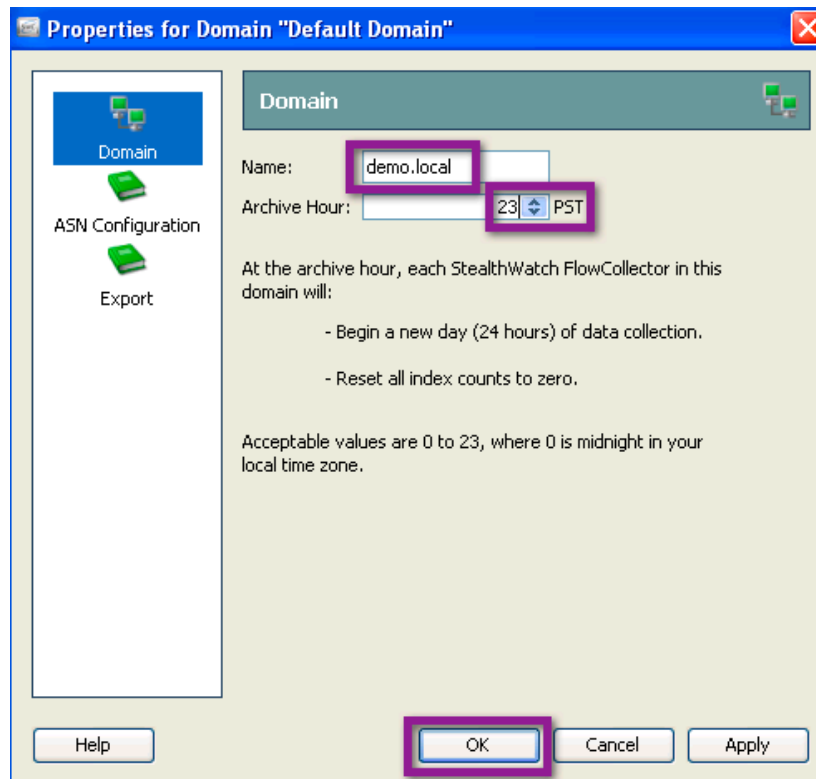 Properties for Domain "Default Domain"
Domain
ASN Configuration
Export
Domain
Name: demo.local
Archive Hour: 23 PST
At the archive hour, each StealthWatch FlowCollector in this
domain will:
- Begin a new day (24 hours) of data collection.
- Reset all index counts to zero.
Acceptable values are 0 to 23, where 0 is midnight in your
local time zone.
Help OK Cancel Apply